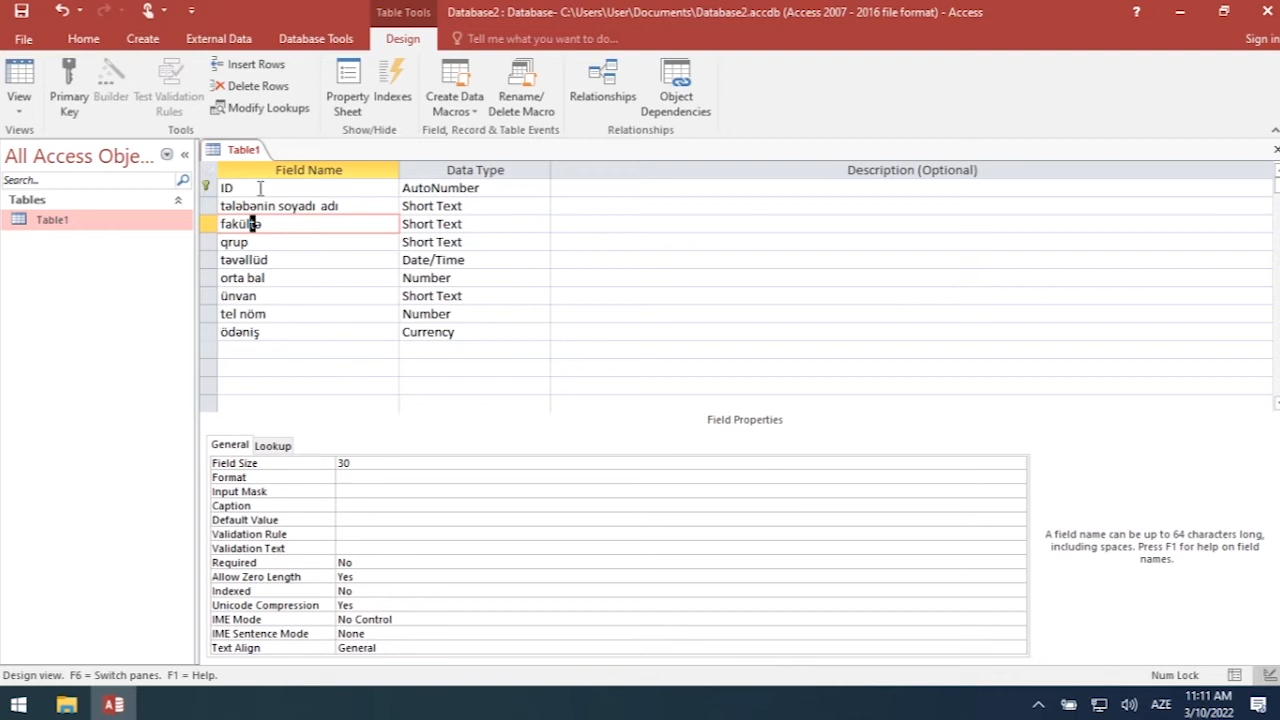 Table Tools
Database2 : Database- C:\Users\User\Documents\Database2.accdb (Access 2007 - 2016 file format) – Access
?
File
Home
Create
External Data
Database Tools
Design
Tell me what you want to do...
Sign in
View
Primary Key
Builder
Test Validation Rules
Insert Rows
Delete Rows
Modify Lookups
Property Sheet
Indexes
Create Data Macros
Rename/ Delete Macro
Relationships
Object Dependencies
Views
Tools
Show/Hide
Field, Record & Table Events
Relationships
All Access Obje...
Search...
Tables
Table1
Table1
Field Name
Data Type
Description (Optional)
ID
AutoNumber
tələbənin soyadı adı
Short Text
fakültə
Short Text
qrup
Short Text
təvəllüd
Date/Time
orta bal
Number
ünvan
Short Text
tel nöm
Number
ödəniş
Currency
Field Properties
General
Lookup
Field Size
30
Format
Input Mask
Caption
Default Value
Validation Rule
Validation Text
Required
No
Allow Zero Length
Yes
Indexed
No
Unicode Compression
Yes
IME Mode
No Control
IME Sentence Mode
None
Text Align
General
A field name can be up to 64 characters long,
including spaces. Press F1 for help on field
names.
Design view. F6 = Switch panes. F1 = Help.
Num Lock
AZE
11:11 AM
3/10/2022